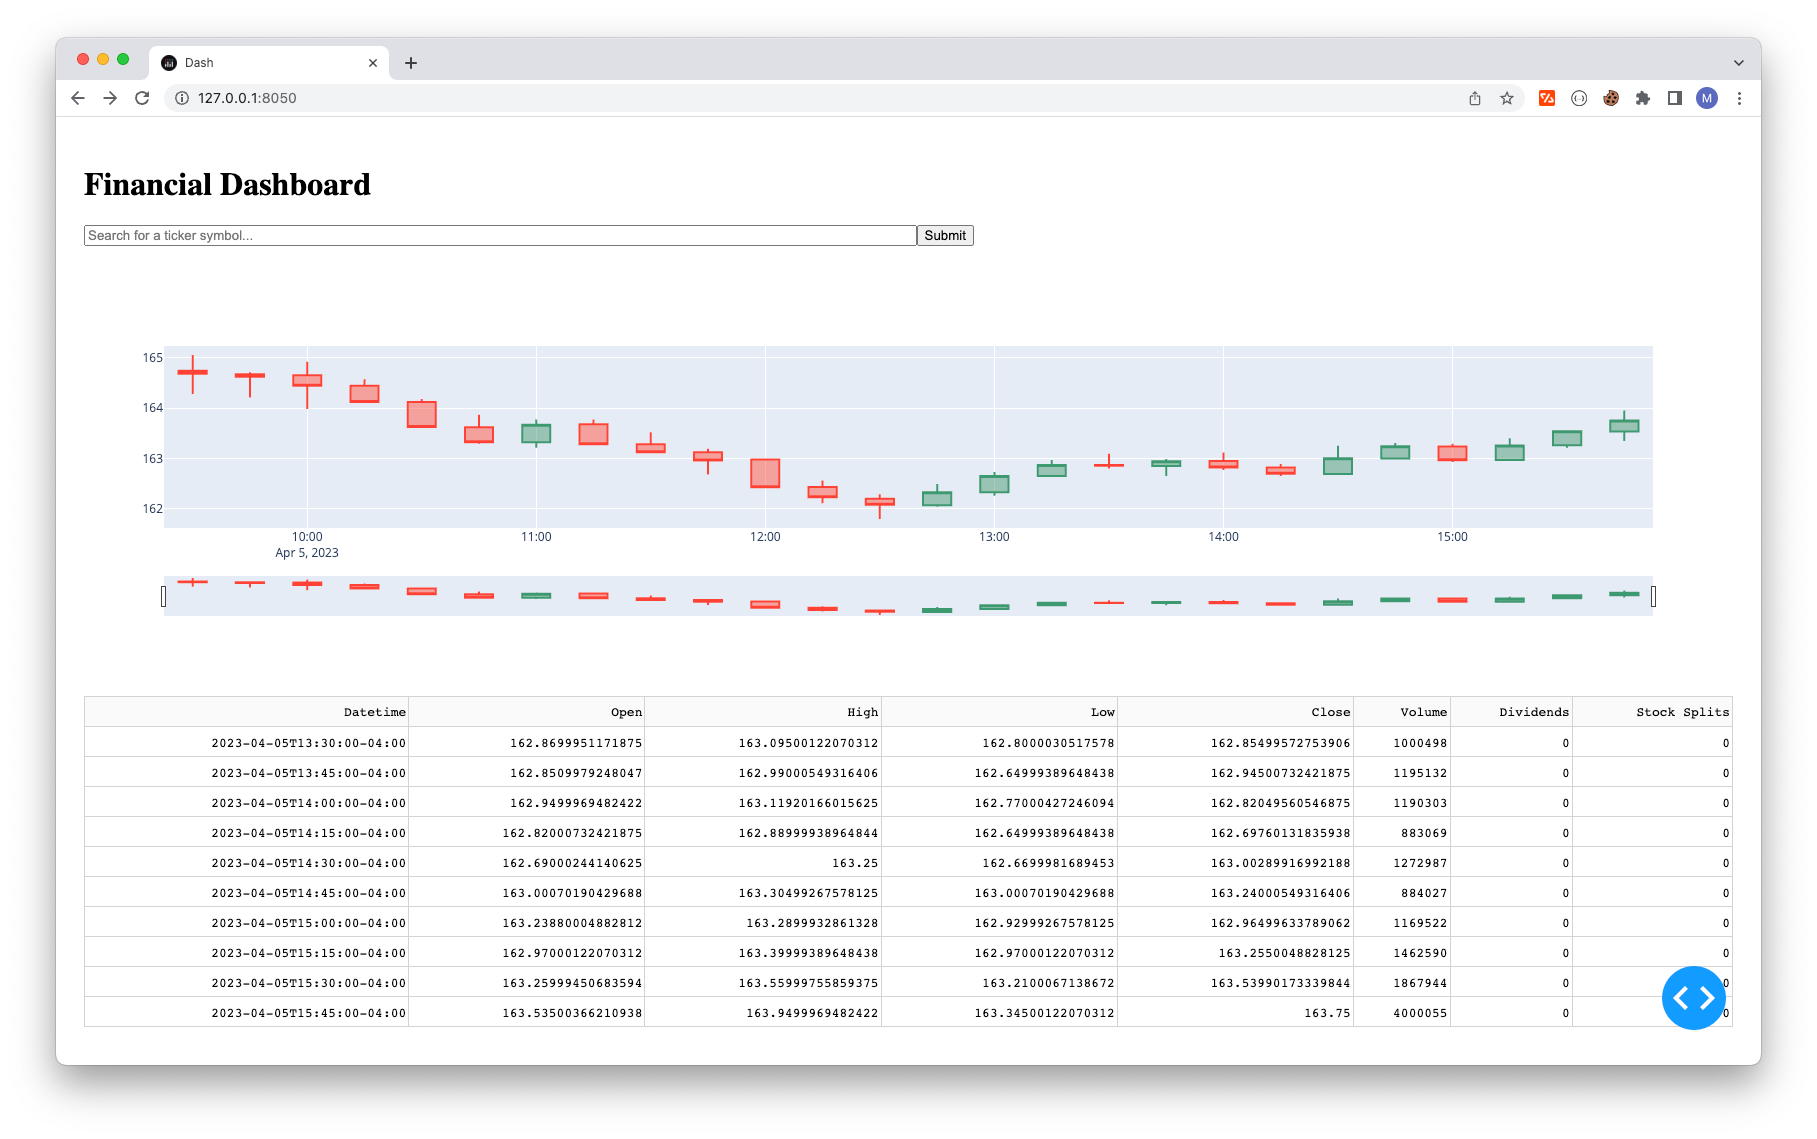 Dash
127.0.0.1:8050
M
Financial Dashboard
Search for a ticker symbol... Submit
165
164
163
162
10:00 11:00 12:00 13:00 14:00 15:00
Apr 5, 2023
Datetime Open High Low Close Volume Dividends Stock Splits
2023-04-05T13:30:00-04:00 162.8699951171875 163.09500122070312 162.8000030517578 162.85499572753906 1000498 0 0
2023-04-05T13:45:00-04:00 162.8509979248047 162.99000549316406 162.64999389648438 162.94500732421875 1195132 0 0
2023-04-05T14:00:00-04:00 162.9499969482422 163.11920166015625 162.77000427246094 162.82049560546875 1190303 0 0
2023-04-05T14:15:00-04:00 162.82000732421875 162.88999938964844 162.64999389648438 162.69760131835938 883069 0 0
2023-04-05T14:30:00-04:00 162.69000244140625 163.25 162.6699981689453 163.00289916992188 1272987 0 0
2023-04-05T14:45:00-04:00 163.00070190429688 163.30499267578125 163.00070190429688 163.24000549316406 884027 0 0
2023-04-05T15:00:00-04:00 163.23880004882812 163.2899932861328 162.92999267578125 162.96499633789062 1169522 0 0
2023-04-05T15:15:00-04:00 162.97000122070312 163.39999389648438 162.97000122070312 163.2550048828125 1462590 0 0
2023-04-05T15:30:00-04:00 163.25999450683594 163.55999755859375 163.2100067138672 163.53990173339844 1867944 0 0
2023-04-05T15:45:00-04:00 163.53500366210938 163.9499969482422 163.34500122070312 163.75 4000055 0 0